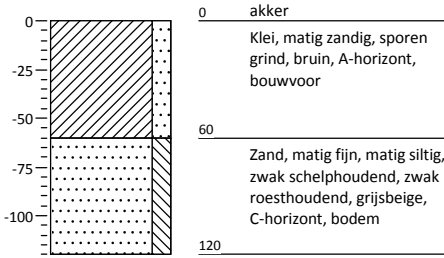 0
-25
-50
-75
-100
0
akker
Klei, matig zandig, sporen
grind, bruin, A-horizont,
bouwvoor
60
Zand, matig fijn, matig siltig,
zwak schelphoudend, zwak
roesthoudend, grijsbeige,
C-horizont, bodem
120